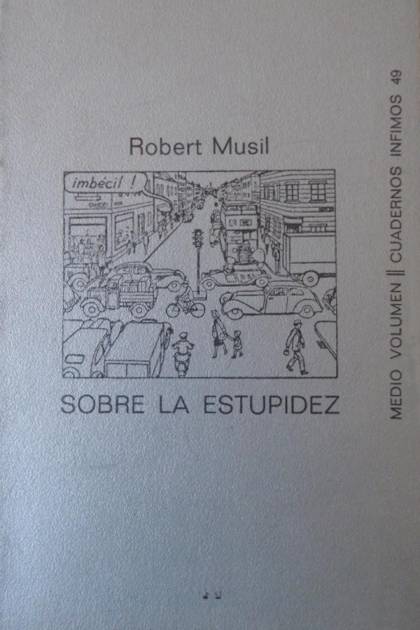 Robert Musil
imbécil !
SOBRE LA ESTUPIDEZ
MEDIO VOLUMEN || CUADERNOS INFIMOS 49